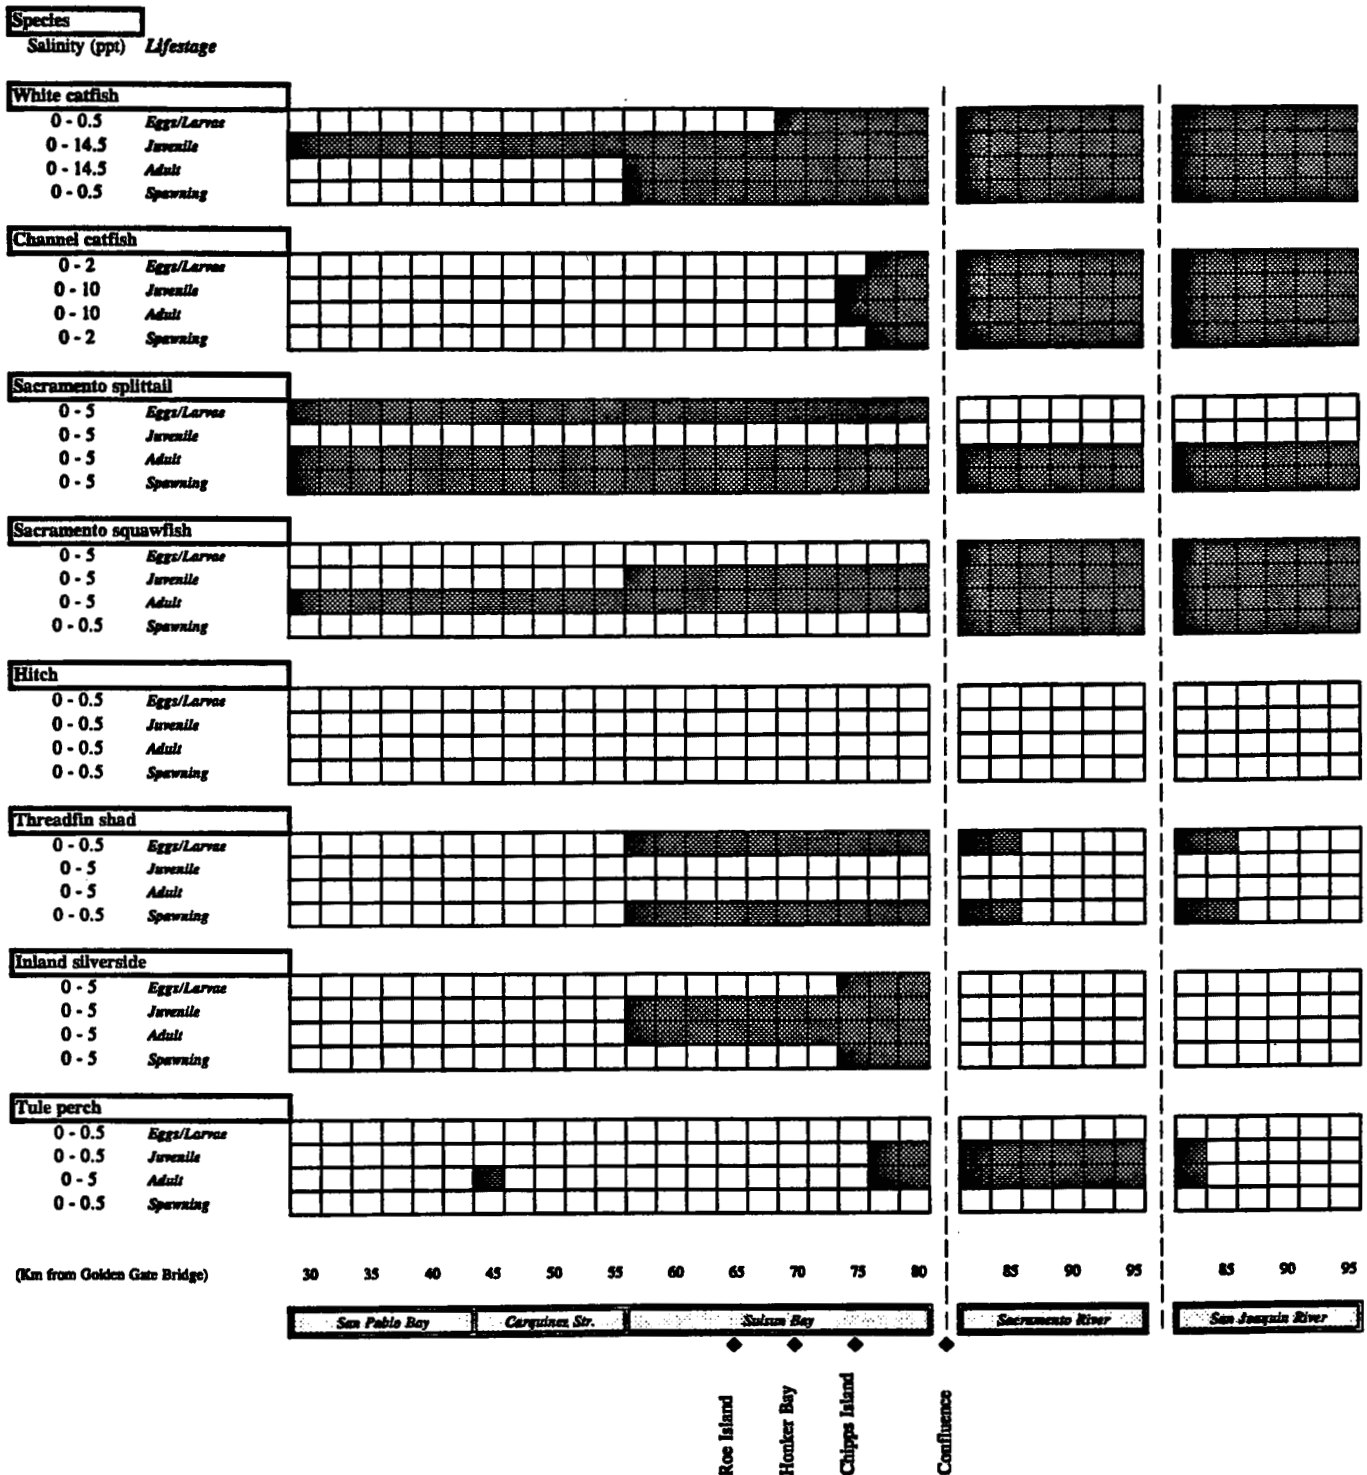 Species
Salinity (ppt) Lifestage
White catfish
0 - 0.5 Eggs/Larvae
0 - 14.5 Juvenile
0 - 14.5 Adult
0 - 0.5 Spawning
Channel catfish
0 - 2 Eggs/Larvae
0 - 10 Juvenile
0 - 10 Adult
0 - 2 Spawning
Sacramento splittail
0 - 5 Eggs/Larvae
0 - 5 Juvenile
0 - 5 Adult
0 - 5 Spawning
Sacramento squawfish
0 - 5 Eggs/Larvae
0 - 5 Juvenile
0 - 5 Adult
0 - 0.5 Spawning
Hitch
0 - 0.5 Eggs/Larvae
0 - 0.5 Juvenile
0 - 0.5 Adult
0 - 0.5 Spawning
Threadfin shad
0 - 0.5 Eggs/Larvae
0 - 5 Juvenile
0 - 5 Adult
0 - 0.5 Spawning
Inland silverside
0 - 5 Eggs/Larvae
0 - 5 Juvenile
0 - 5 Adult
0 - 5 Spawning
Tule perch
0 - 0.5 Eggs/Larvae
0 - 0.5 Juvenile
0 - 5 Adult
0 - 0.5 Spawning
(Km from Golden Gate Bridge) 30 35 40 45 50 55 60 65 70 75 80 85 90 95 85 90 95
San Pablo Bay Carquinez Str. Suisun Bay Sacramento River San Joaquin River
Roe Island
Honker Bay
Chipps Island
Confluence